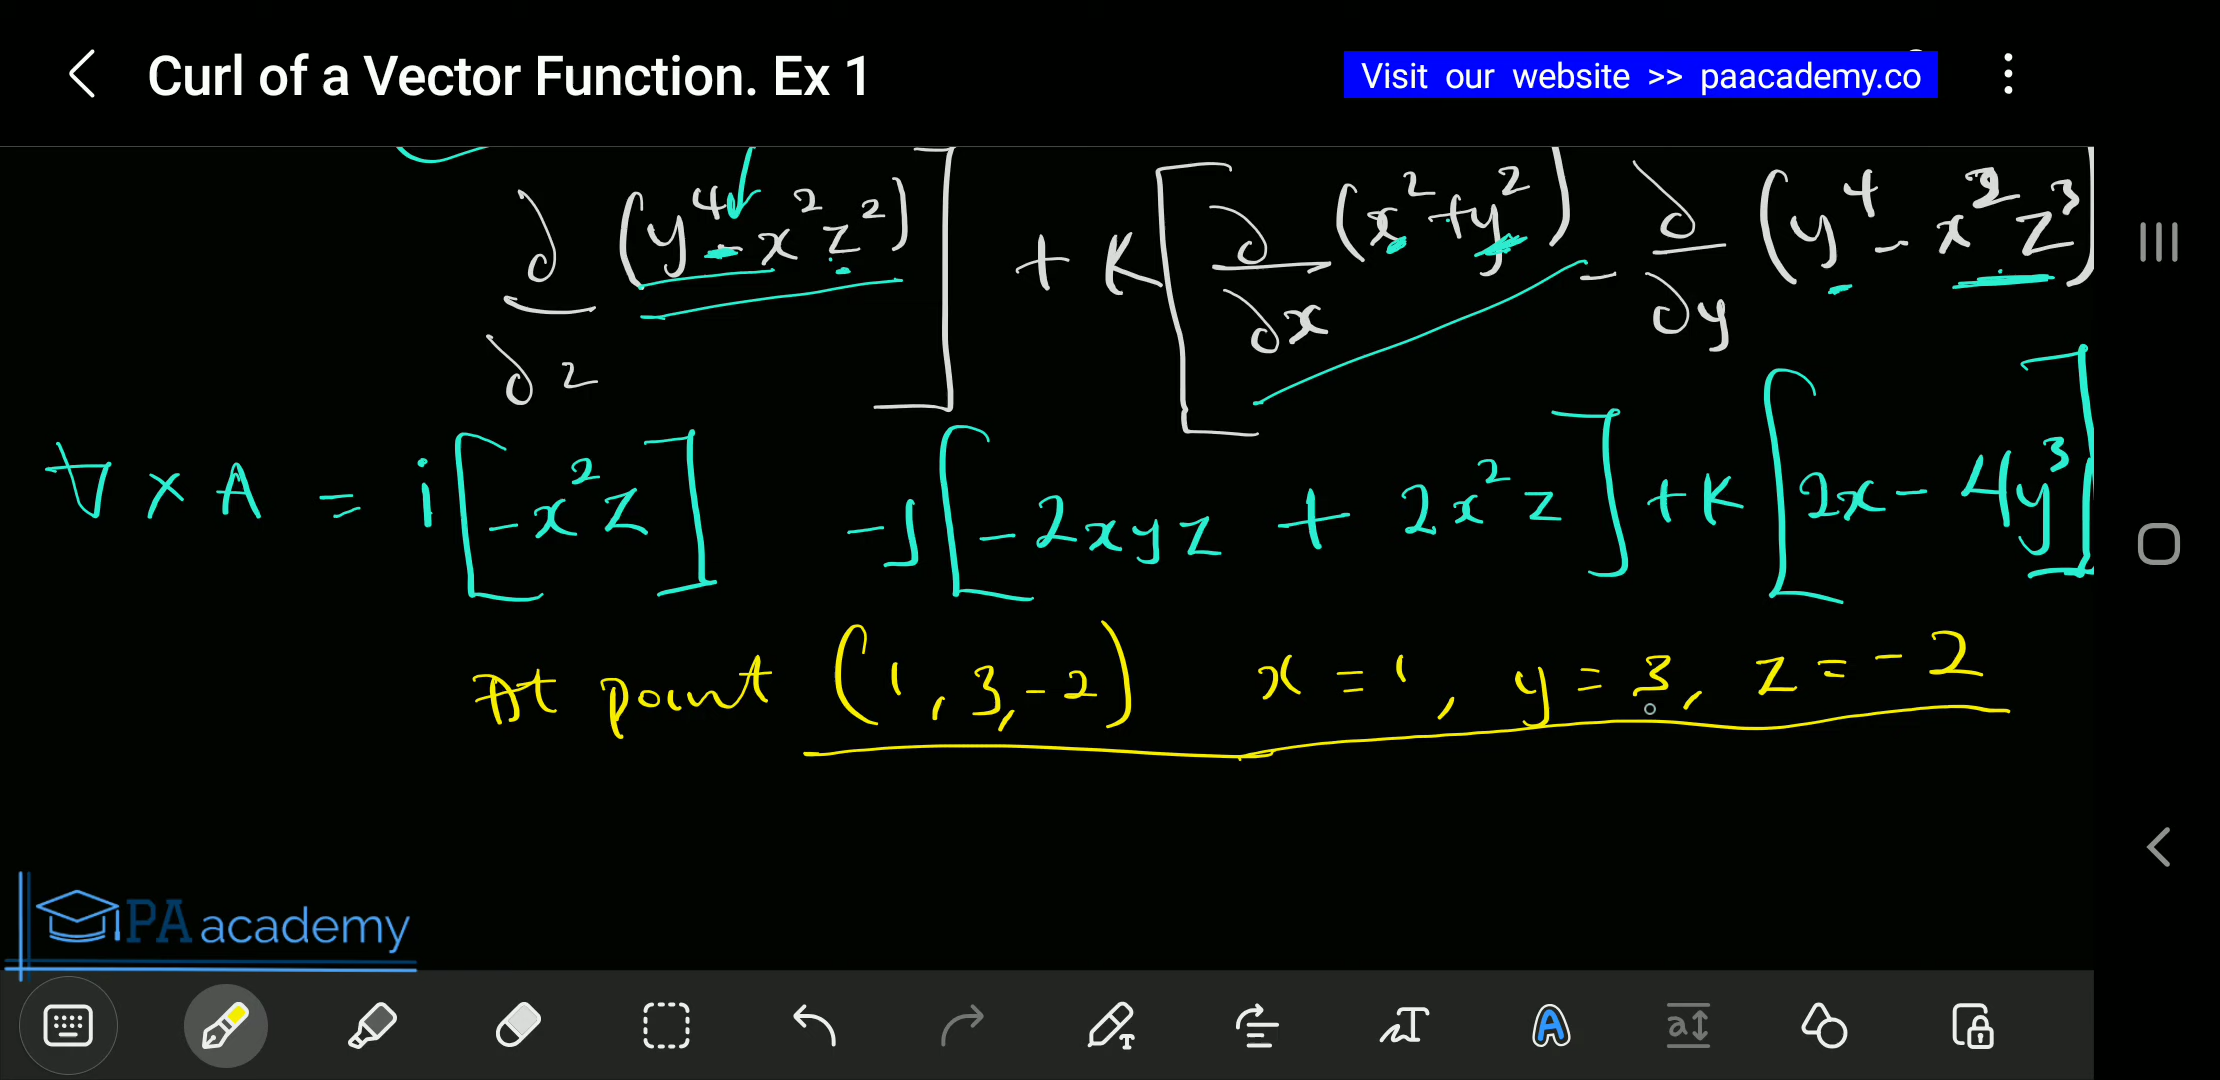 Curl of a Vector Function. Ex 1
Visit our website >> paacademy.co
∂/∂z (y⁴ - x²z²)] + K[∂/∂x (x² + y²) - ∂/∂y (y⁴ - x²z³)
∇ × A = i[-x²z] - J[-2xyz + 2x²z] + K[2x - 4y³]
At point (1, 3, -2) x = 1, y = 3, z = -2
PA academy